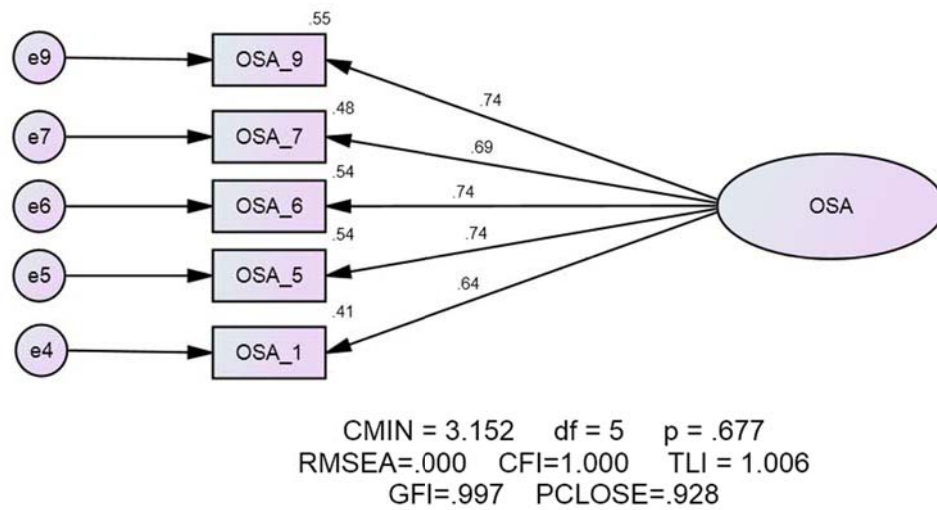 .55
e9 OSA_9
.74
.48
e7 OSA_7
.69
.54
e6 OSA_6 .74 OSA
.54
.74
e5 OSA_5
.64
.41
e4 OSA_1
CMIN = 3.152 df = 5 p = .677
RMSEA=.000 CFI=1.000 TLI = 1.006
GFI=.997 PCLOSE=.928